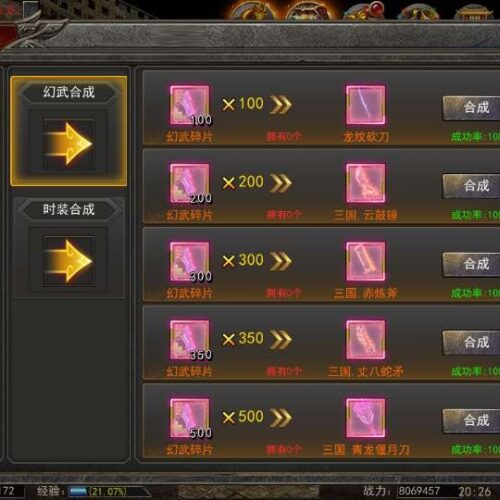 幻武合成
时装合成
100
×100
幻武碎片
拥有0个
龙纹砍刀
合成
成功率:100
200
×200
幻武碎片
拥有0个
三国.云鼓锤
合成
成功率:100
300
×300
幻武碎片
拥有0个
三国.赤炼斧
合成
成功率:100
350
×350
幻武碎片
拥有0个
三国.丈八蛇矛
合成
成功率:100
500
×500
幻武碎片
拥有0个
三国.青龙偃月刀
合成
成功率:100
172
经验: (21.07%)
战力: 8069457
20:26